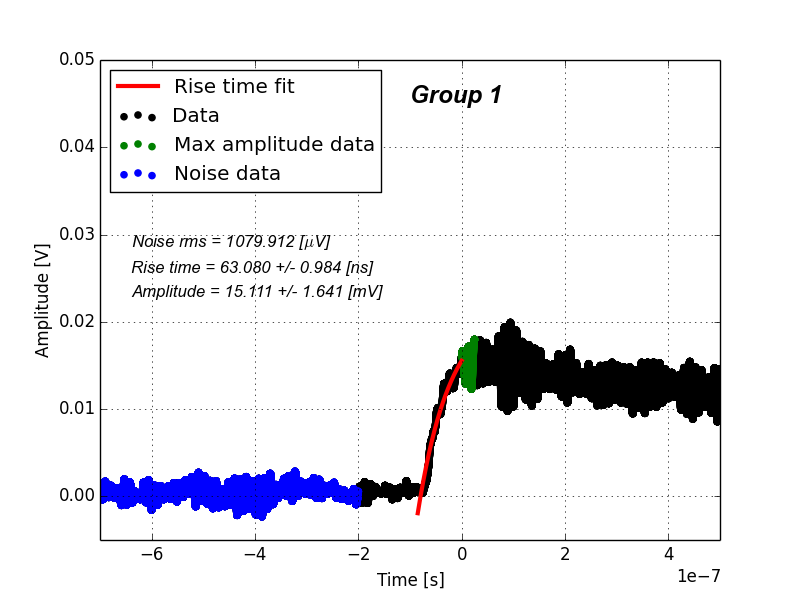 Group 1
Rise time fit
Data
Max amplitude data
Noise data
Noise rms = 1079.912 [μV]
Rise time = 63.080 +/- 0.984 [ns]
Amplitude = 15.111 +/- 1.641 [mV]
Amplitude [V]
0.05
0.04
0.03
0.02
0.01
0.00
−6 −4 −2 0 2 4
1e−7
Time [s]